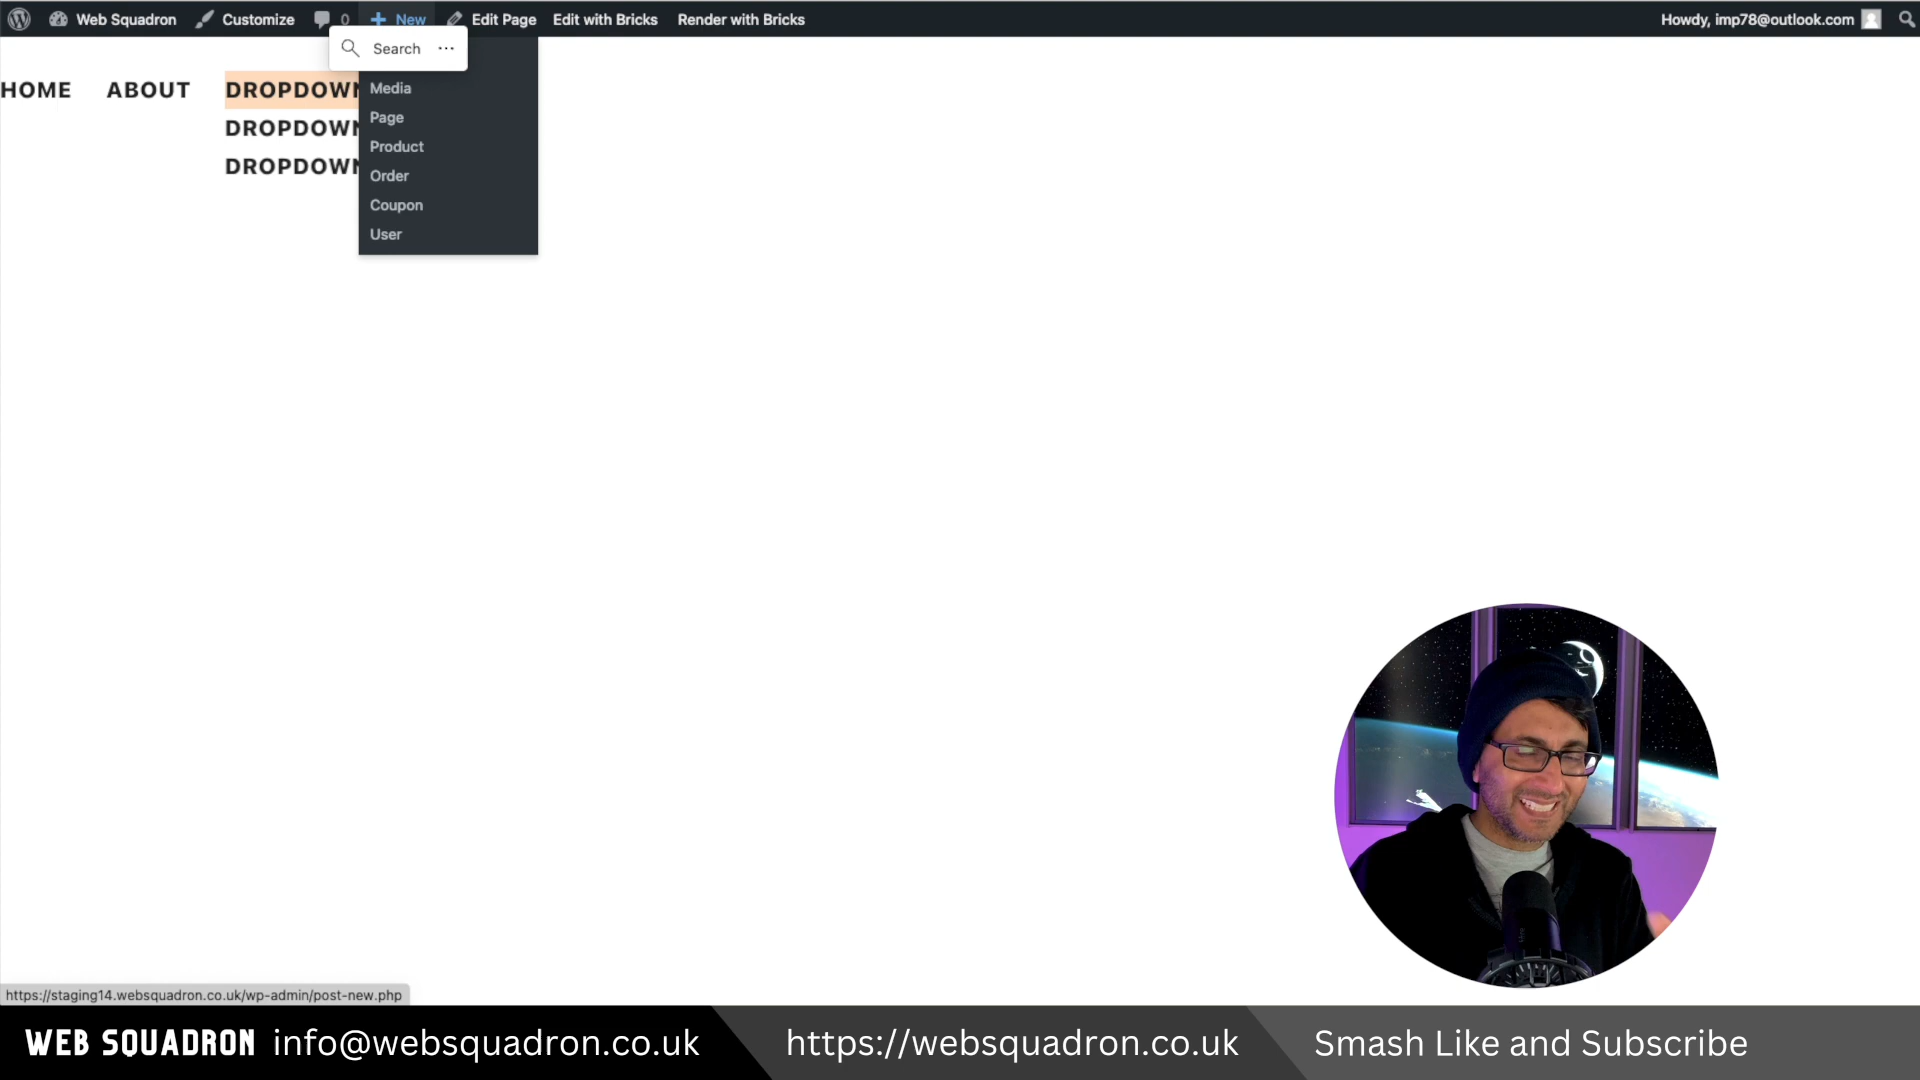 Web Squadron Customize 0 New Edit Page Edit with Bricks Render with Bricks Howdy, imp78@outlook.com
Search ...
HOME ABOUT DROPDOWN
DROPDOWN
DROPDOWN
Media
Page
Product
Order
Coupon
User
https://staging14.websquadron.co.uk/wp-admin/post-new.php
WEB SQUADRON info@websquadron.co.uk https://websquadron.co.uk Smash Like and Subscribe